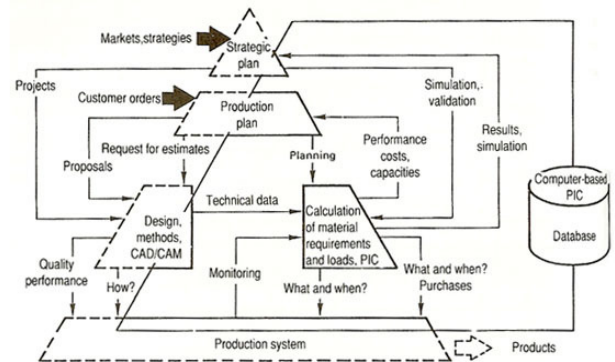 Markets,strategies
Strategic
plan
Projects
Customer orders
Production
plan
Simulation,
validation
Results,
simulation
Request for estimates
Proposals
Planning
Performance
costs,
capacities
Computer-based
PIC
Database
Design,
methods,
CAD/CAM
Technical data
Calculation
of material
requirements
and loads, PIC
Quality
performance
How?
Monitoring
What and when?
What and when?
Purchases
Production system
Products